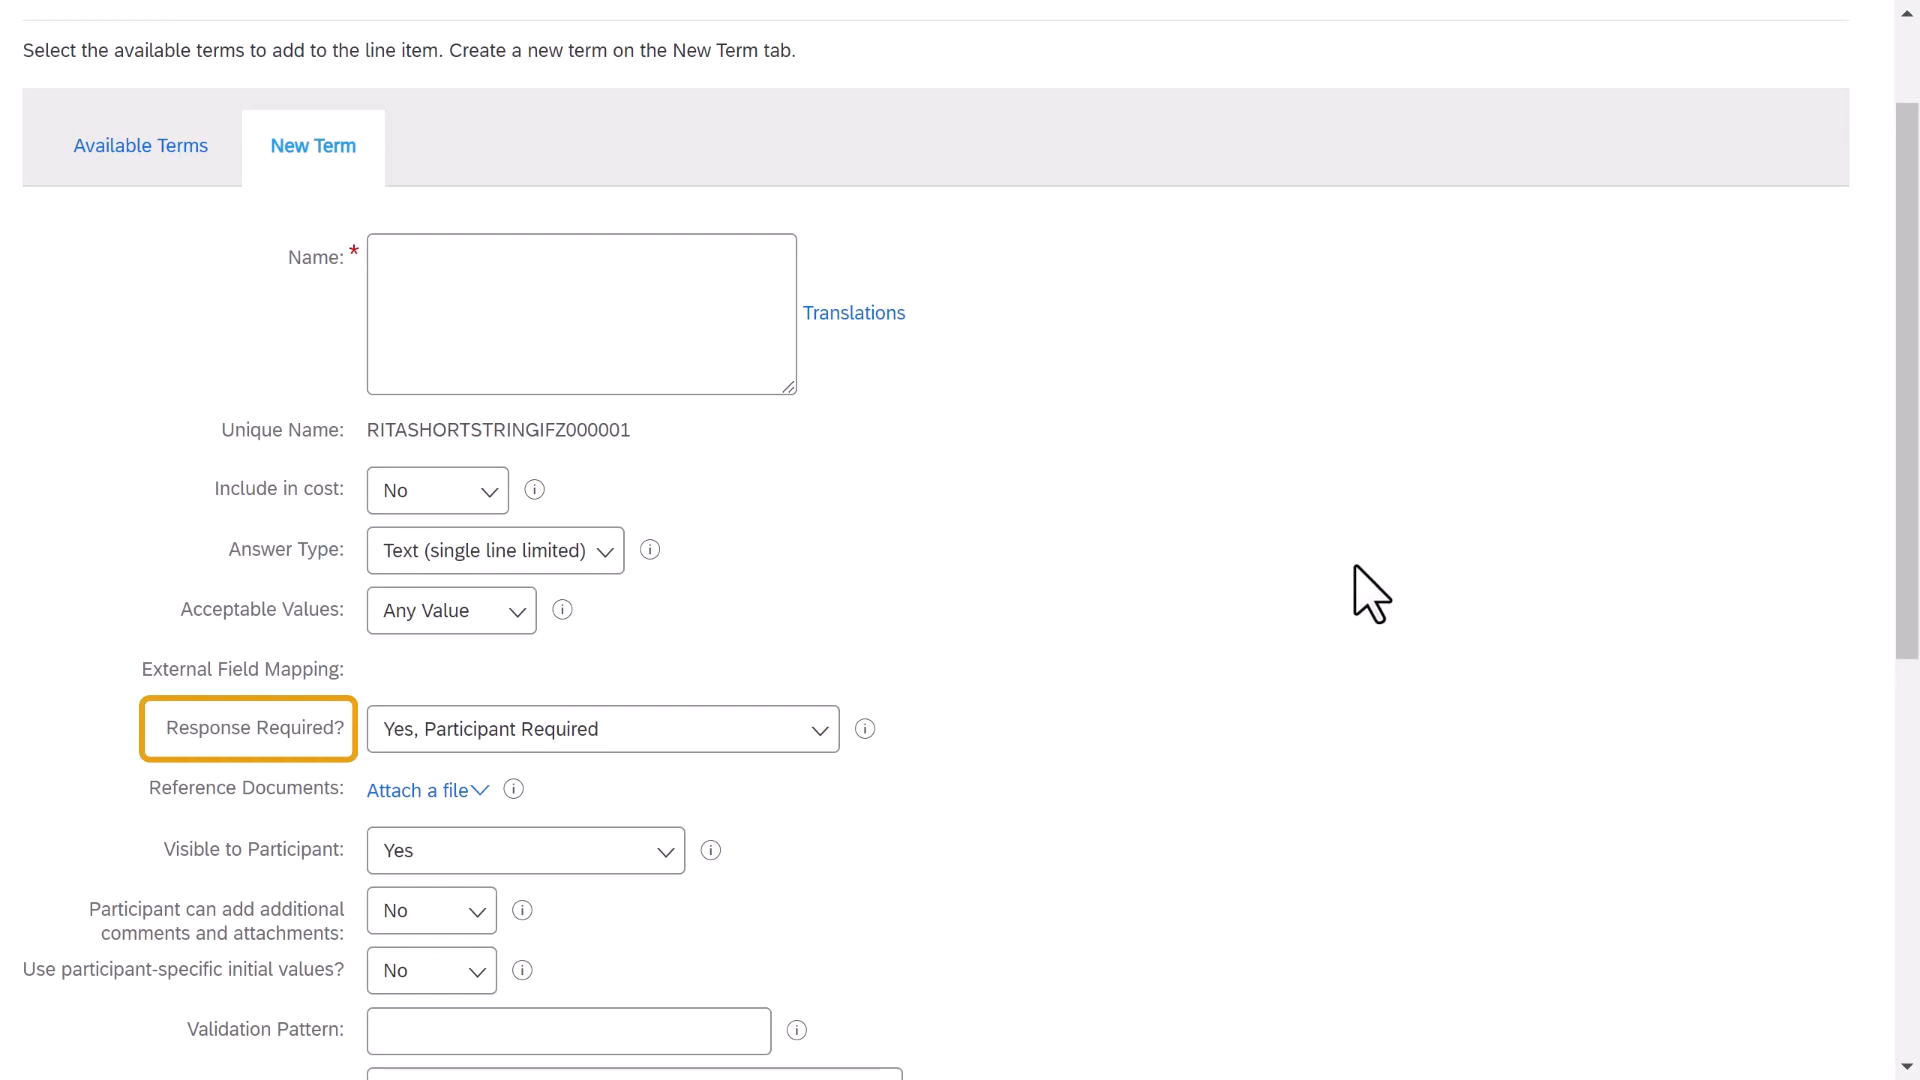 Select the available terms to add to the line item. Create a new term on the New Term tab.
Available Terms
New Term
Name: *
Translations
Unique Name: RITASHORTSTRINGIFZ000001
Include in cost: No
Answer Type: Text (single line limited)
Acceptable Values: Any Value
External Field Mapping:
Response Required? Yes, Participant Required
Reference Documents: Attach a file
Visible to Participant: Yes
Participant can add additional
comments and attachments: No
Use participant-specific initial values? No
Validation Pattern: